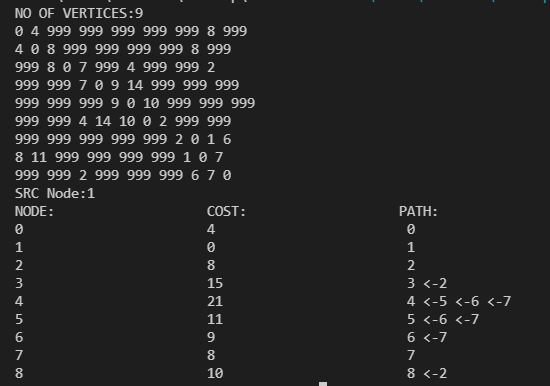 NO OF VERTICES:9
0 4 999 999 999 999 999 8 999
4 0 8 999 999 999 999 8 999
999 8 0 7 999 4 999 999 2
999 999 7 0 9 14 999 999 999
999 999 999 9 0 10 999 999 999
999 999 4 14 10 0 2 999 999
999 999 999 999 999 2 0 1 6
8 11 999 999 999 999 1 0 7
999 999 2 999 999 999 6 7 0
SRC Node:1
NODE: COST: PATH:
0 4 0
1 0 1
2 8 2
3 15 3 <-2
4 21 4 <-5 <-6 <-7
5 11 5 <-6 <-7
6 9 6 <-7
7 8 7
8 10 8 <-2